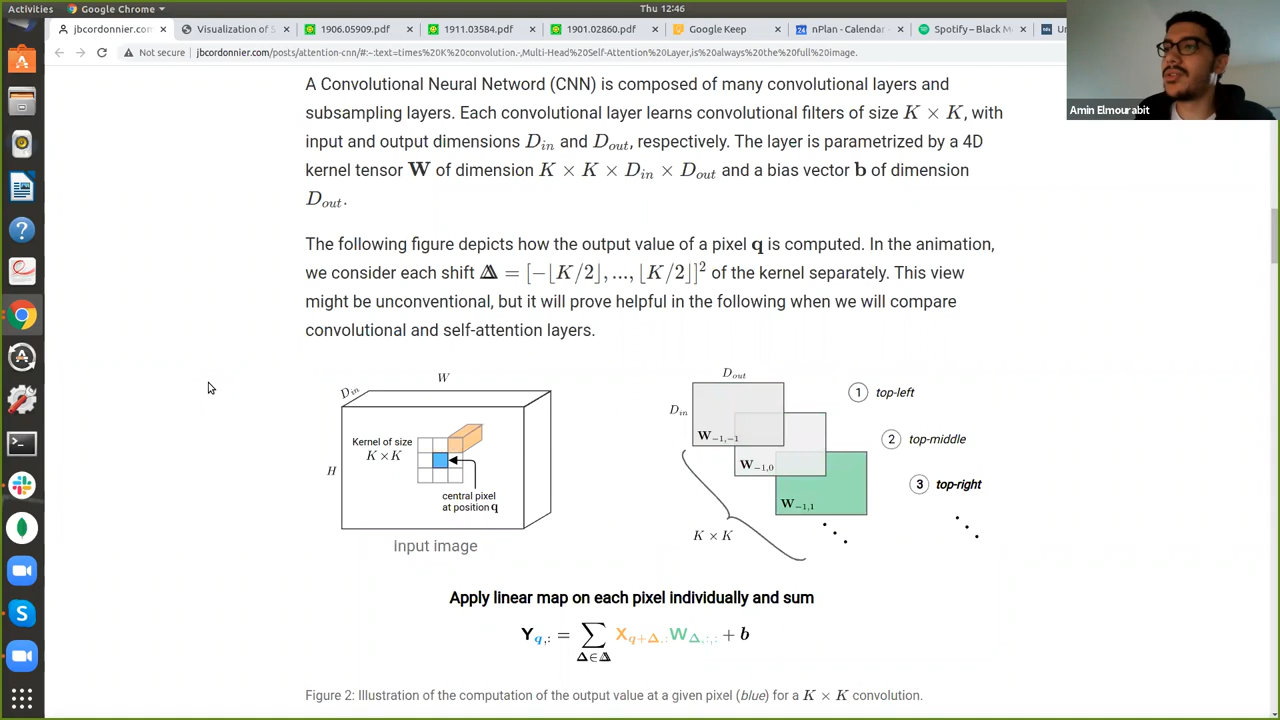 Activities
Google Chrome
Thu 12:46
jbcordonnier.com
Visualization of S
1906.05909.pdf
1911.03584.pdf
1901.02860.pdf
Google Keep
nPlan - Calendar
Spotify – Black M
Un
Not secure | jbcordonnier.com/posts/attention-cnn/#:~:text=times%20K%20convolution.-,Multi-Head%20Self-Attention%20Layer,is%20always%20the%20full%20image.
Amin Elmourabit
A Convolutional Neural Netword (CNN) is composed of many convolutional layers and
subsampling layers. Each convolutional layer learns convolutional filters of size K × K, with
input and output dimensions D_in and D_out, respectively. The layer is parametrized by a 4D
kernel tensor W of dimension K × K × D_in × D_out and a bias vector b of dimension
D_out.
The following figure depicts how the output value of a pixel q is computed. In the animation,
we consider each shift 𝚫 = [−⌊K/2⌋, ..., ⌊K/2⌋]² of the kernel separately. This view
might be unconventional, but it will prove helpful in the following when we will compare
convolutional and self-attention layers.
W
D_in
H
Kernel of size
K × K
central pixel
at position q
Input image
D_out
D_in
W_−1,−1
W_−1,0
W_−1,1
K × K
1 top-left
2 top-middle
3 top-right
Apply linear map on each pixel individually and sum
Y_q,: = ∑_Δ∈𝚫 X_q+Δ,: W_Δ,:,: + b
Figure 2: Illustration of the computation of the output value at a given pixel (blue) for a K × K convolution.